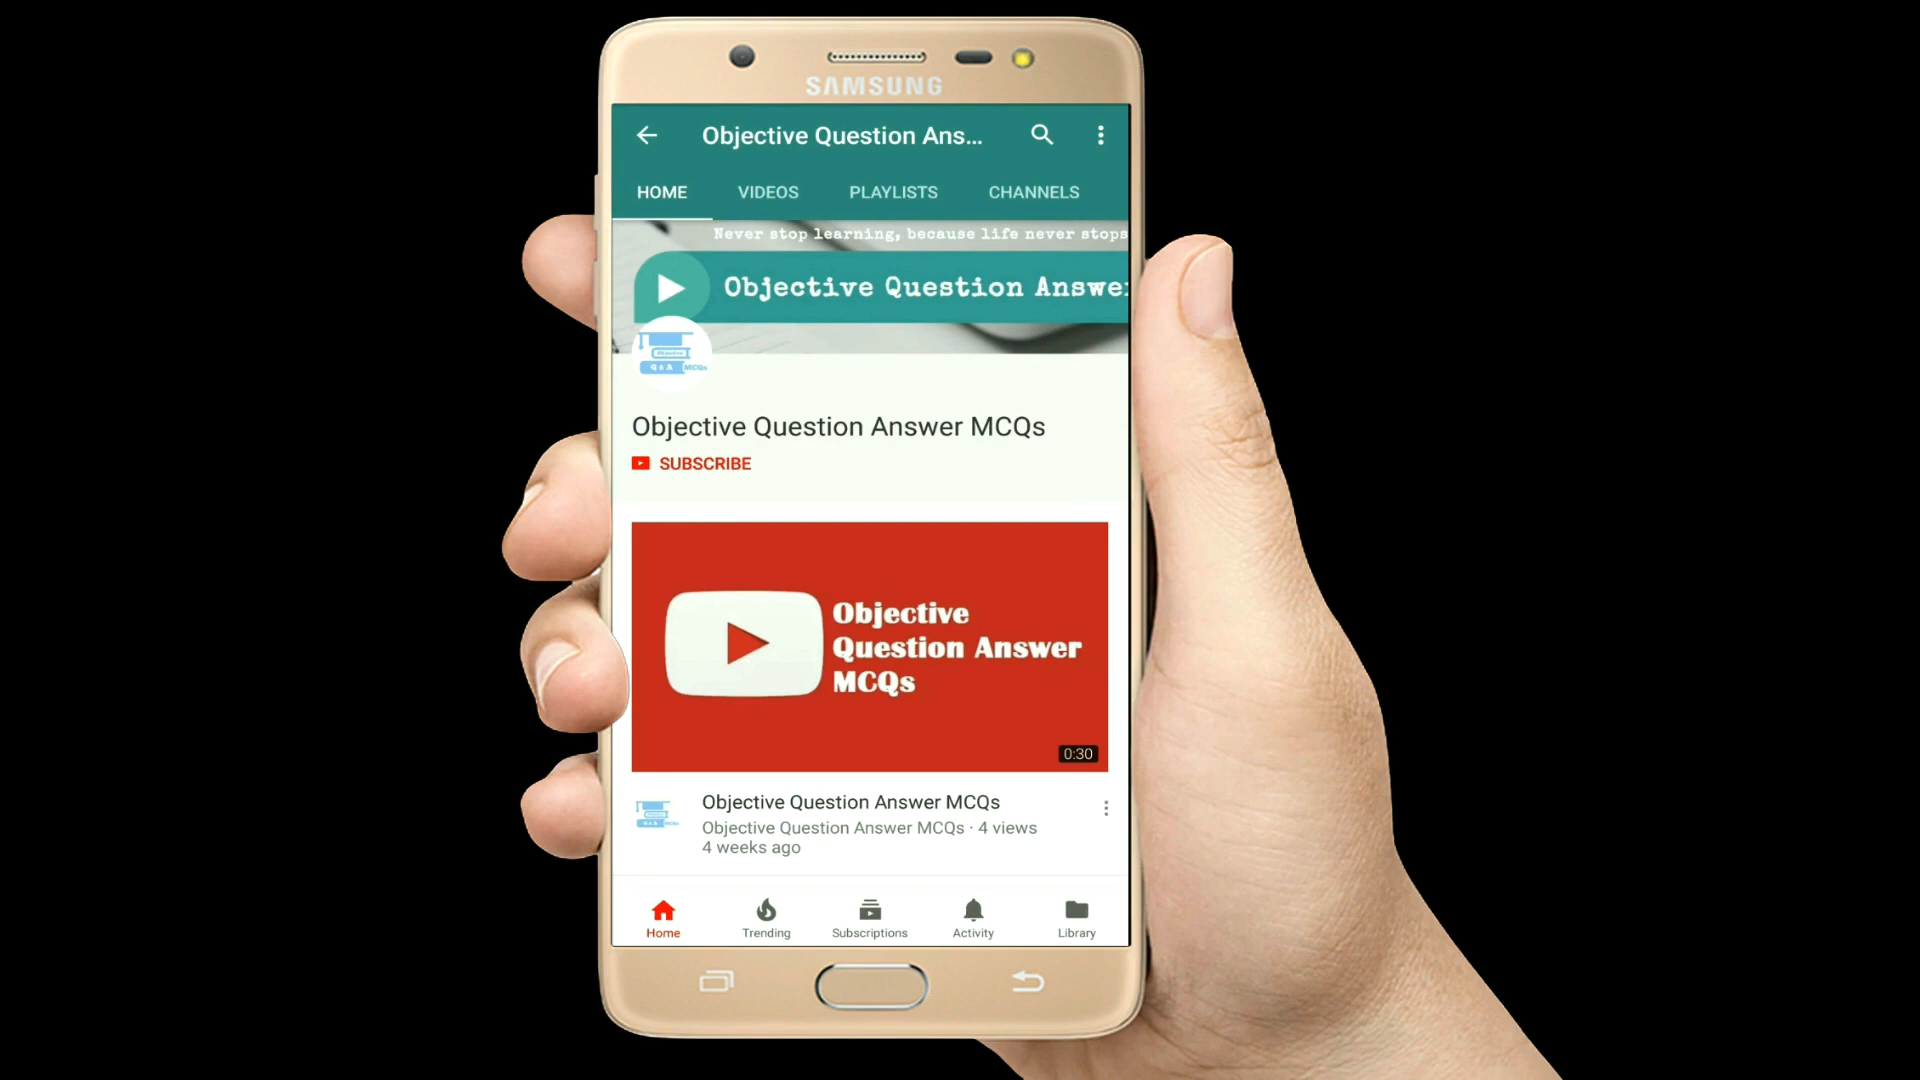 SAMSUNG
Objective Question Ans...
HOME VIDEOS PLAYLISTS CHANNELS
Never stop learning, because life never stops
Objective Question Answe
Q & A MCQs
Objective Question Answer MCQs
SUBSCRIBE
Objective
Question Answer
MCQs
0:30
Objective Question Answer MCQs
Objective Question Answer MCQs · 4 views
4 weeks ago
Home Trending Subscriptions Activity Library